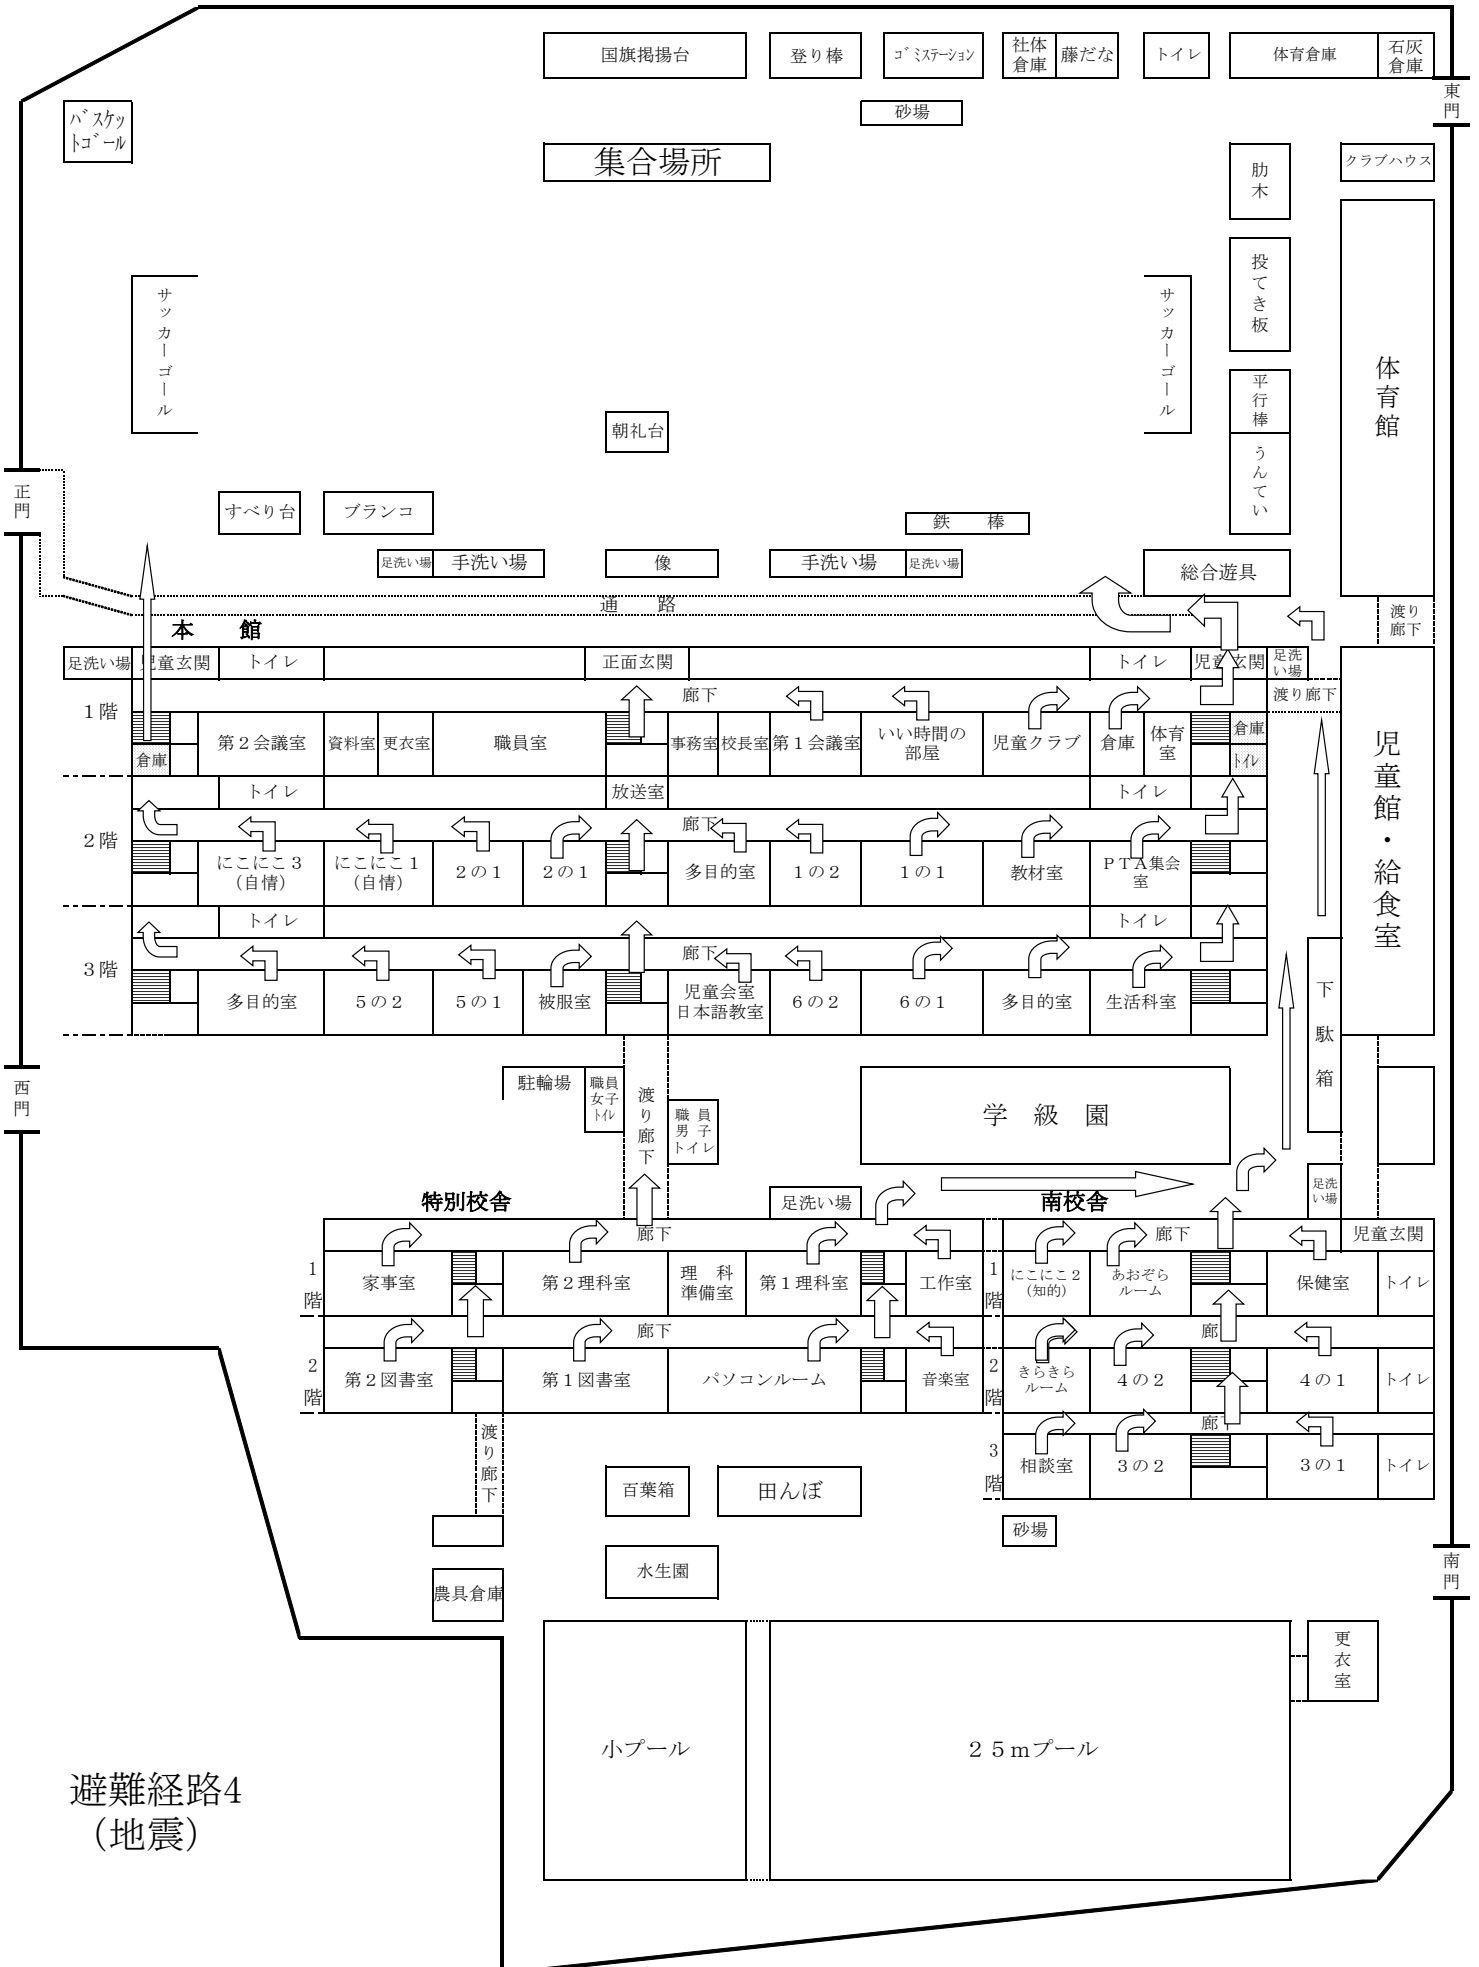 国旗掲揚台
登り棒
ゴミステーション
社体
倉庫
藤だな
トイレ
体育倉庫
石灰
倉庫
東門
バスケッ
トゴール
砂場
集合場所
肋木
クラブハウス
投てき板
サッカーゴール
サッカーゴール
体育館
平行棒
朝礼台
うんてい
正門
すべり台
ブランコ
鉄　棒
足洗い場
手洗い場
像
手洗い場
足洗い場
総合遊具
通　路
渡り
廊下
本　館
足洗い場
児童玄関
トイレ
正面玄関
トイレ
児童玄関
足洗
い場
1階
廊下
渡り廊下
第２会議室
資料室
更衣室
職員室
事務室
校長室
第１会議室
いい時間の
部屋
児童クラブ
倉庫
体育
室
倉庫
倉庫
トイレ
児童館・給食室
トイレ
放送室
トイレ
2階
廊下
にこにこ３
（自情）
にこにこ１
（自情）
２の１
２の１
多目的室
１の２
１の１
教材室
ＰＴＡ集会
室
トイレ
トイレ
3階
廊下
多目的室
５の２
５の１
被服室
児童会室
日本語教室
６の２
６の１
多目的室
生活科室
下駄箱
西門
駐輪場
職員
女子
トイレ
渡り廊下
職員
男子
トイレ
学級園
特別校舎
足洗い場
南校舎
足洗
い場
廊下
廊下
児童玄関
1
階
家事室
第２理科室
理　科
準備室
第１理科室
工作室
1
階
にこにこ２
（知的）
あおぞら
ルーム
保健室
トイレ
廊下
廊
2
階
第２図書室
第１図書室
パソコンルーム
音楽室
2
階
きらきら
ルーム
４の２
４の１
トイレ
渡り廊下
廊下
3
階
相談室
３の２
３の１
トイレ
百葉箱
田んぼ
砂場
水生園
農具倉庫
南門
更衣室
小プール
２５ｍプール
避難経路4
（地震）